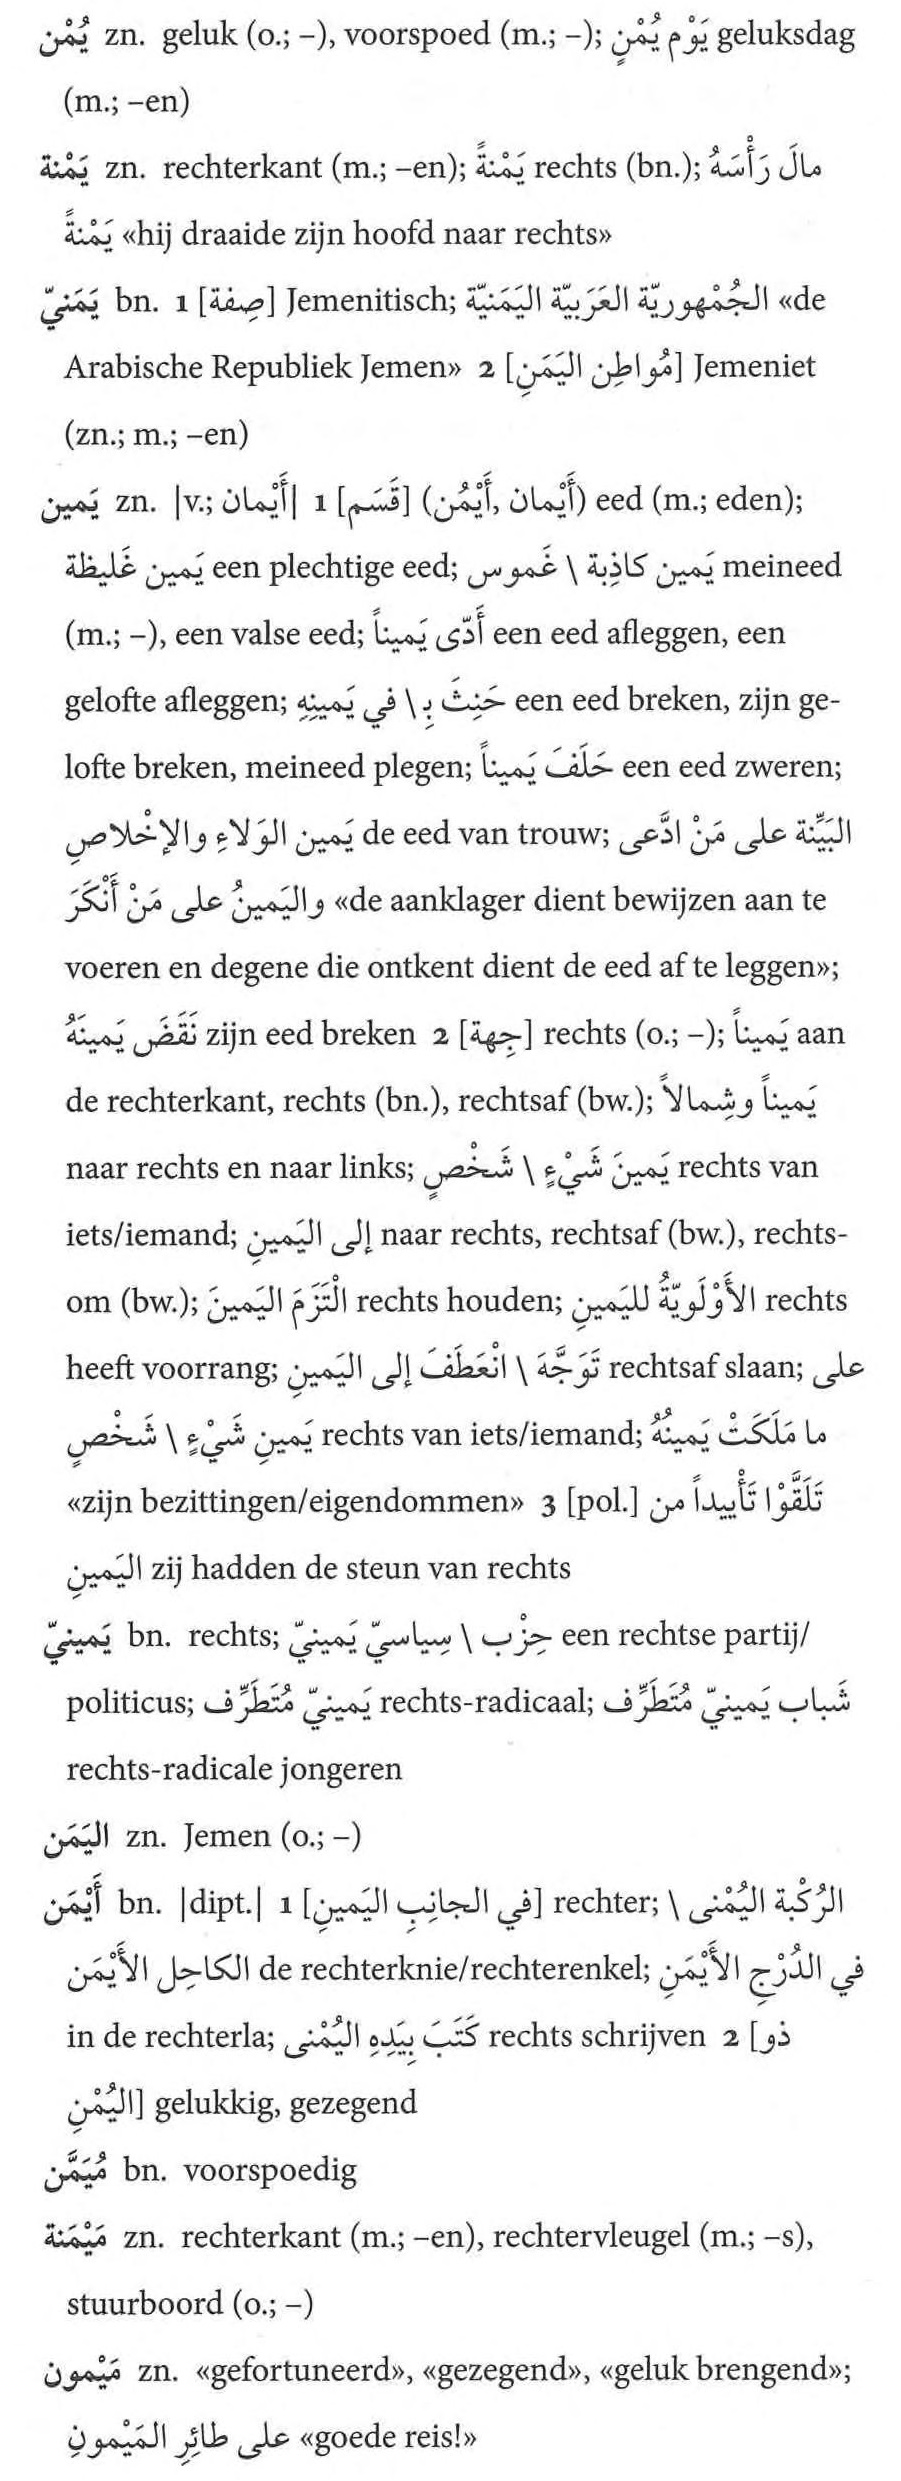 يُمْن zn. geluk (o.; –), voorspoed (m.; –); يَوْم يُمْنٍ geluksdag
(m.; –en)
يَمْنة zn. rechterkant (m.; –en); يَمْنةً rechts (bn.); مالَ رَأْسَهُ
يَمْنةً «hij draaide zijn hoofd naar rechts»
يَمَنيّ bn. 1 [صِفة] Jemenitisch; الجُمْهوريّة العَرَبيّة اليَمَنيّة «de
Arabische Republiek Jemen» 2 [مُواطِن اليَمَنِ] Jemeniet
(zn.; m.; –en)
يَمين zn. |v.; أَيْمان| 1 [قَسَم] (أَيْمان, أَيْمُن) eed (m.; eden);
يَمين غَليظة een plechtige eed; يَمين كاذِبة \ غَموس meineed
(m.; –), een valse eed; أَدّى يَميناً een eed afleggen, een
gelofte afleggen; حَنِثَ بِـ\ في يَمينِهِ een eed breken, zijn ge-
lofte breken, meineed plegen; حَلَفَ يَميناً een eed zweren;
يَمين الوَلاءِ والإخْلاصِ de eed van trouw; البَيِّنة على مَنْ ادَّعى
واليَمينُ على مَنْ أَنْكَرَ «de aanklager dient bewijzen aan te
voeren en degene die ontkent dient de eed af te leggen»;
نَقَضَ يَمينَهُ zijn eed breken 2 [جِهة] rechts (o.; –); يَميناً aan
de rechterkant, rechts (bn.), rechtsaf (bw.); يَميناً وشِمالاً
naar rechts en naar links; يَمينَ شَيْءٍ \ شَخْصٍ rechts van
iets/iemand; إلى اليَمينِ naar rechts, rechtsaf (bw.), rechts-
om (bw.); الْتَزَمَ اليَمينَ rechts houden; الأَوْلَويّةُ لليَمينِ rechts
heeft voorrang; تَوَجَّهَ \ انْعَطَفَ إلى اليَمينِ rechtsaf slaan; على
يَمينِ شَيْءٍ \ شَخْصٍ rechts van iets/iemand; ما مَلَكَتْ يَمينُهُ
«zijn bezittingen/eigendommen» 3 [pol.] تَلَقَّوْا تَأْييداً من
اليَمينِ zij hadden de steun van rechts
يَمينيّ bn. rechts; حِزْب \ سِياسيّ يَمينيّ een rechtse partij/
politicus; يَمينيّ مُتَطَرِّف rechts-radicaal; شَباب يَمينيّ مُتَطَرِّف
rechts-radicale jongeren
اليَمَن zn. Jemen (o.; –)
أَيْمَن bn. |dipt.| 1 [في الجانِبِ اليَمينِ] rechter; الرُكْبة اليُمْنى \
الكاحِل الأَيْمَن de rechterknie/rechterenkel; في الدُرْجِ الأَيْمَنِ
in de rechterla; كَتَبَ بِيَدِهِ اليُمْنى rechts schrijven 2 [ذو
اليُمْنِ] gelukkig, gezegend
مُيَمَّن bn. voorspoedig
مَيْمَنة zn. rechterkant (m.; –en), rechtervleugel (m.; –s),
stuurboord (o.; –)
مَيْمون zn. «gefortuneerd», «gezegend», «geluk brengend»;
على طائِرِ المَيْمونِ «goede reis!»